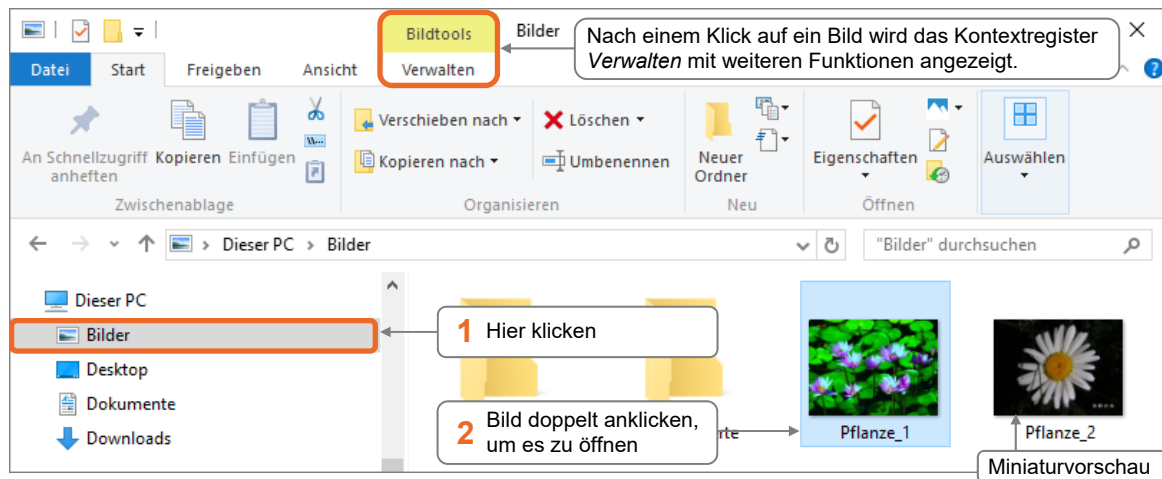 Bildtools
Bilder
Nach einem Klick auf ein Bild wird das Kontextregister
Verwalten mit weiteren Funktionen angezeigt.
Datei Start Freigeben Ansicht Verwalten
An Schnellzugriff
anheften
Kopieren
Einfügen
Verschieben nach
Kopieren nach
Löschen
Umbenennen
Neuer
Ordner
Eigenschaften
Auswählen
Zwischenablage Organisieren Neu Öffnen
Dieser PC > Bilder
"Bilder" durchsuchen
Dieser PC
Bilder
Desktop
Dokumente
Downloads
1 Hier klicken
2 Bild doppelt anklicken,
um es zu öffnen
Pflanze_1
Pflanze_2
Miniaturvorschau